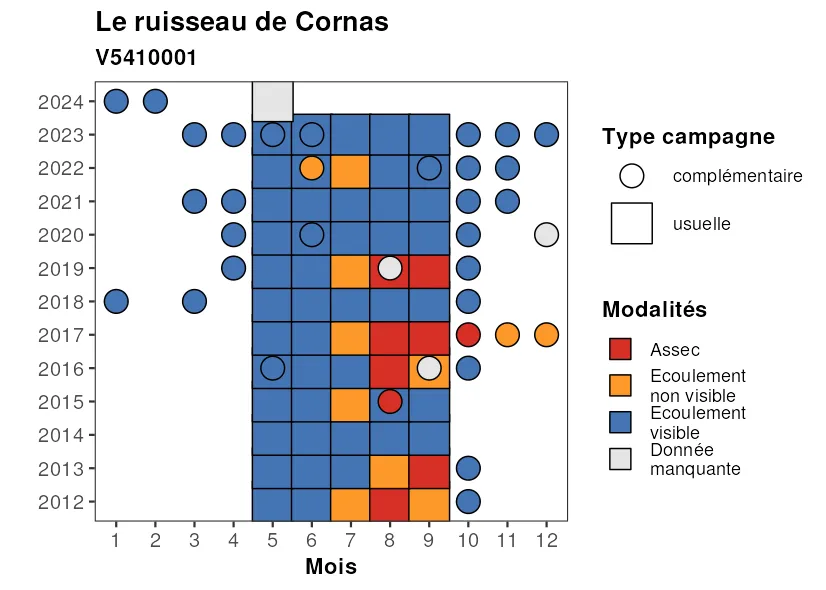 Le ruisseau de Cornas
V5410001
2024
2023
2022
2021
2020
2019
2018
2017
2016
2015
2014
2013
2012
1 2 3 4 5 6 7 8 9 10 11 12
Mois
Type campagne
complémentaire
usuelle
Modalités
Assec
Ecoulement
non visible
Ecoulement
visible
Donnée
manquante